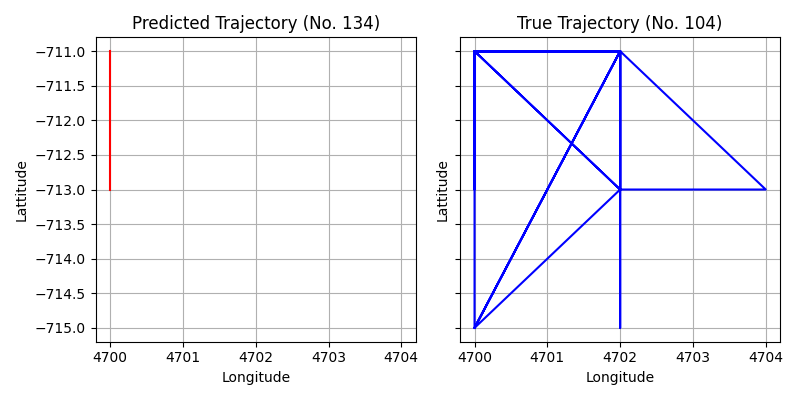 Predicted Trajectory (No. 134)
−711.0
−711.5
−712.0
−712.5
−713.0
−713.5
−714.0
−714.5
−715.0
Lattitude
4700 4701 4702 4703 4704
Longitude
True Trajectory (No. 104)
Lattitude
4700 4701 4702 4703 4704
Longitude